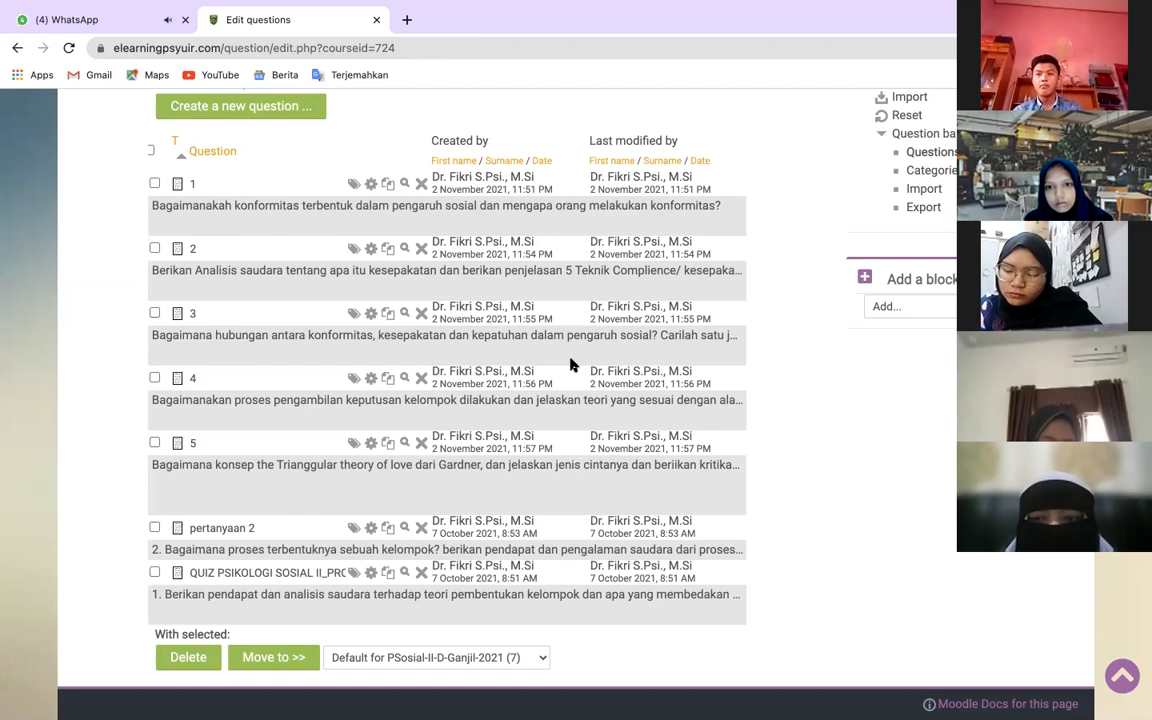 (4) WhatsApp
Edit questions
elearningpsyuir.com/question/edit.php?courseid=724
Apps Gmail Maps YouTube Berita Terjemahkan
Create a new question ...
T
Question
Created by
First name / Surname / Date
Last modified by
First name / Surname / Date
1
Dr. Fikri S.Psi., M.Si
2 November 2021, 11:51 PM
Dr. Fikri S.Psi., M.Si
2 November 2021, 11:51 PM
Bagaimanakah konformitas terbentuk dalam pengaruh sosial dan mengapa orang melakukan konformitas?
2
Dr. Fikri S.Psi., M.Si
2 November 2021, 11:54 PM
Dr. Fikri S.Psi., M.Si
2 November 2021, 11:54 PM
Berikan Analisis saudara tentang apa itu kesepakatan dan berikan penjelasan 5 Teknik Complience/ kesepaka...
3
Dr. Fikri S.Psi., M.Si
2 November 2021, 11:55 PM
Dr. Fikri S.Psi., M.Si
2 November 2021, 11:55 PM
Bagaimana hubungan antara konformitas, kesepakatan dan kepatuhan dalam pengaruh sosial? Carilah satu j...
4
Dr. Fikri S.Psi., M.Si
2 November 2021, 11:56 PM
Dr. Fikri S.Psi., M.Si
2 November 2021, 11:56 PM
Bagaimanakan proses pengambilan keputusan kelompok dilakukan dan jelaskan teori yang sesuai dengan ala...
5
Dr. Fikri S.Psi., M.Si
2 November 2021, 11:57 PM
Dr. Fikri S.Psi., M.Si
2 November 2021, 11:57 PM
Bagaimana konsep the Trianggular theory of love dari Gardner, dan jelaskan jenis cintanya dan beriikan kritika...
pertanyaan 2
Dr. Fikri S.Psi., M.Si
7 October 2021, 8:53 AM
Dr. Fikri S.Psi., M.Si
7 October 2021, 8:53 AM
2. Bagaimana proses terbentuknya sebuah kelompok? berikan pendapat dan pengalaman saudara dari proses...
QUIZ PSIKOLOGI SOSIAL II_PRO
Dr. Fikri S.Psi., M.Si
7 October 2021, 8:51 AM
Dr. Fikri S.Psi., M.Si
7 October 2021, 8:51 AM
1. Berikan pendapat dan analisis saudara terhadap teori pembentukan kelompok dan apa yang membedakan ...
With selected:
Delete
Move to >>
Default for PSosial-II-D-Ganjil-2021 (7)
Import
Reset
Question ba
Questions
Categorie
Import
Export
Add a block
Add...
Moodle Docs for this page